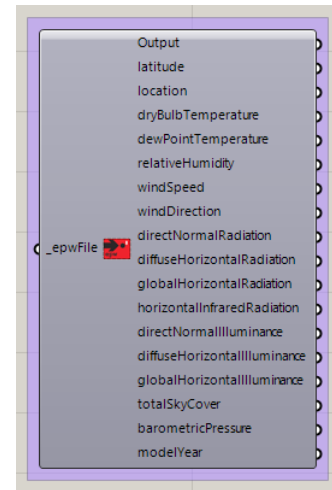 Output
latitude
location
dryBulbTemperature
dewPointTemperature
relativeHumidity
windSpeed
windDirection
_epwFile
directNormalRadiation
diffuseHorizontalRadiation
globalHorizontalRadiation
horizontalInfraredRadiation
directNormalIlluminance
diffuseHorizontalIlluminance
globalHorizontalIlluminance
totalSkyCover
barometricPressure
modelYear